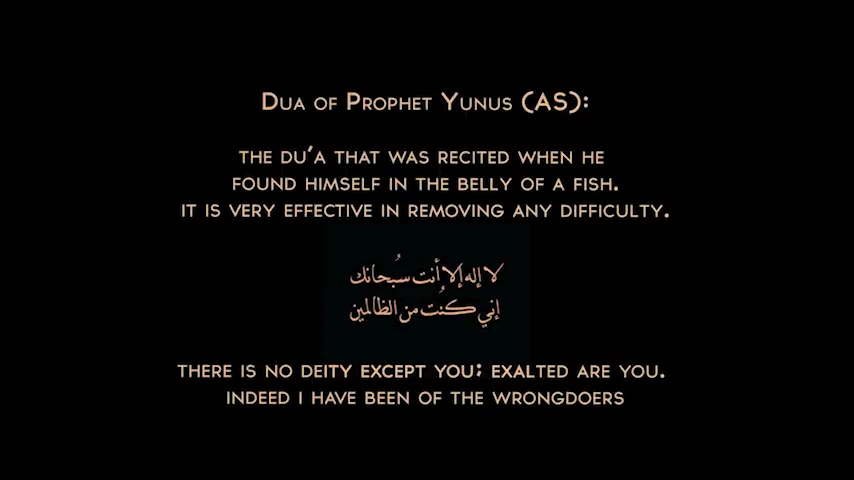 Dua of Prophet Yunus (AS):
the du'a that was recited when he
found himself in the belly of a fish.
it is very effective in removing any difficulty.
لا إله إلا أنت سُبحانك
إني كُنت من الظالمين
there is no deity except you; exalted are you.
indeed i have been of the wrongdoers